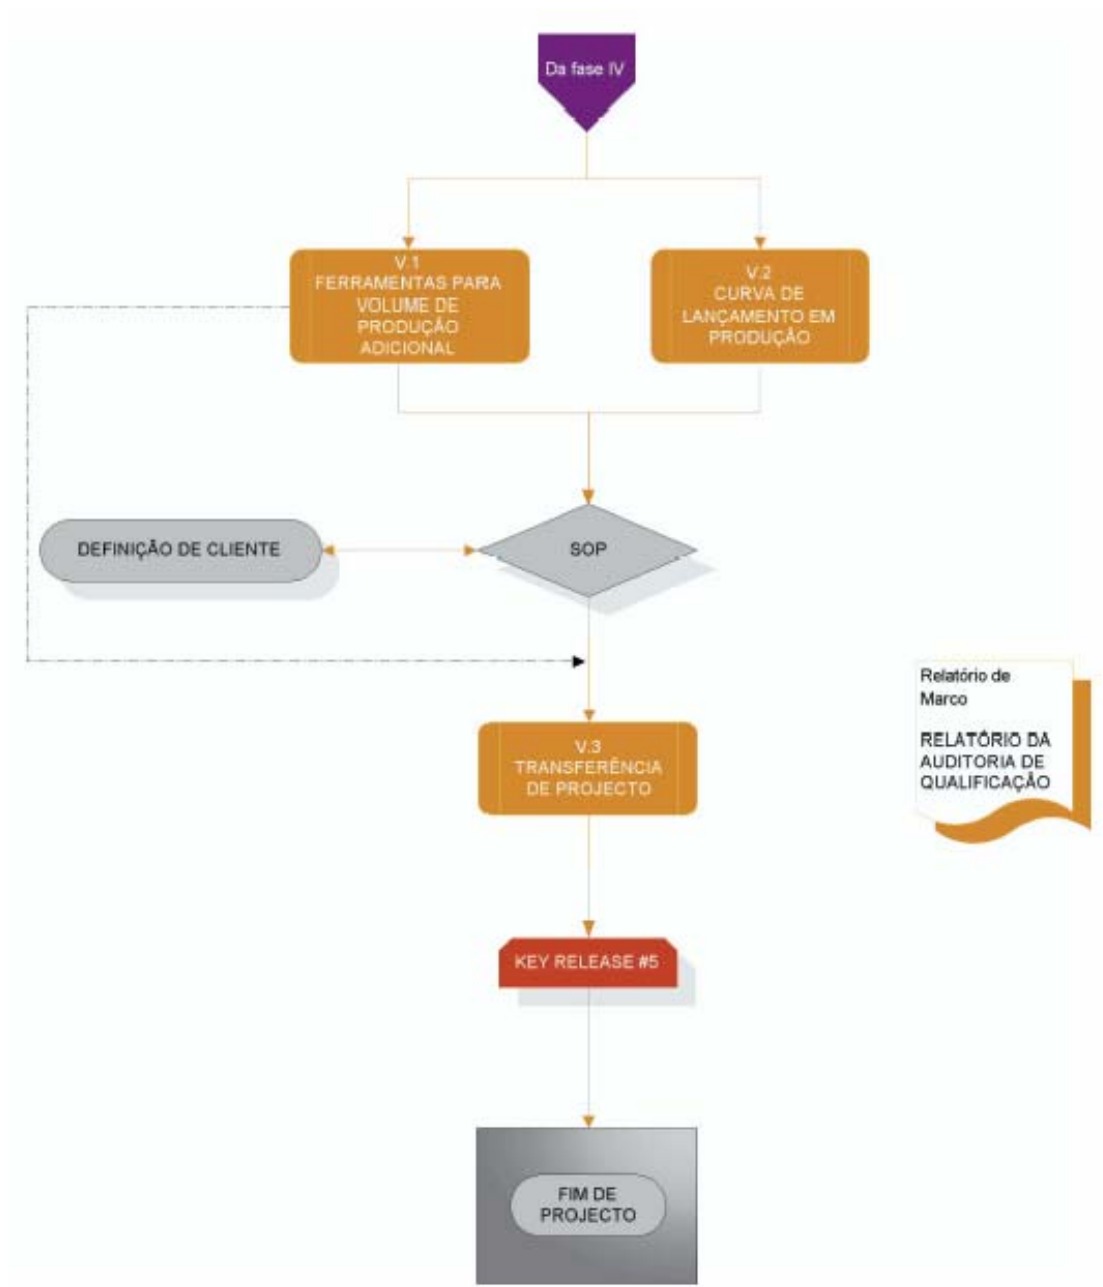 Da fase IV
V.1
FERRAMENTAS PARA
VOLUME DE
PRODUÇÃO
ADICIONAL
V.2
CURVA DE
LANÇAMENTO EM
PRODUÇÃO
DEFINIÇÃO DE CLIENTE
SOP
Relatório de
Marco
RELATÓRIO DA
AUDITORIA DE
QUALIFICAÇÃO
V.3
TRANSFERÊNCIA
DE PROJECTO
KEY RELEASE #5
FIM DE
PROJECTO